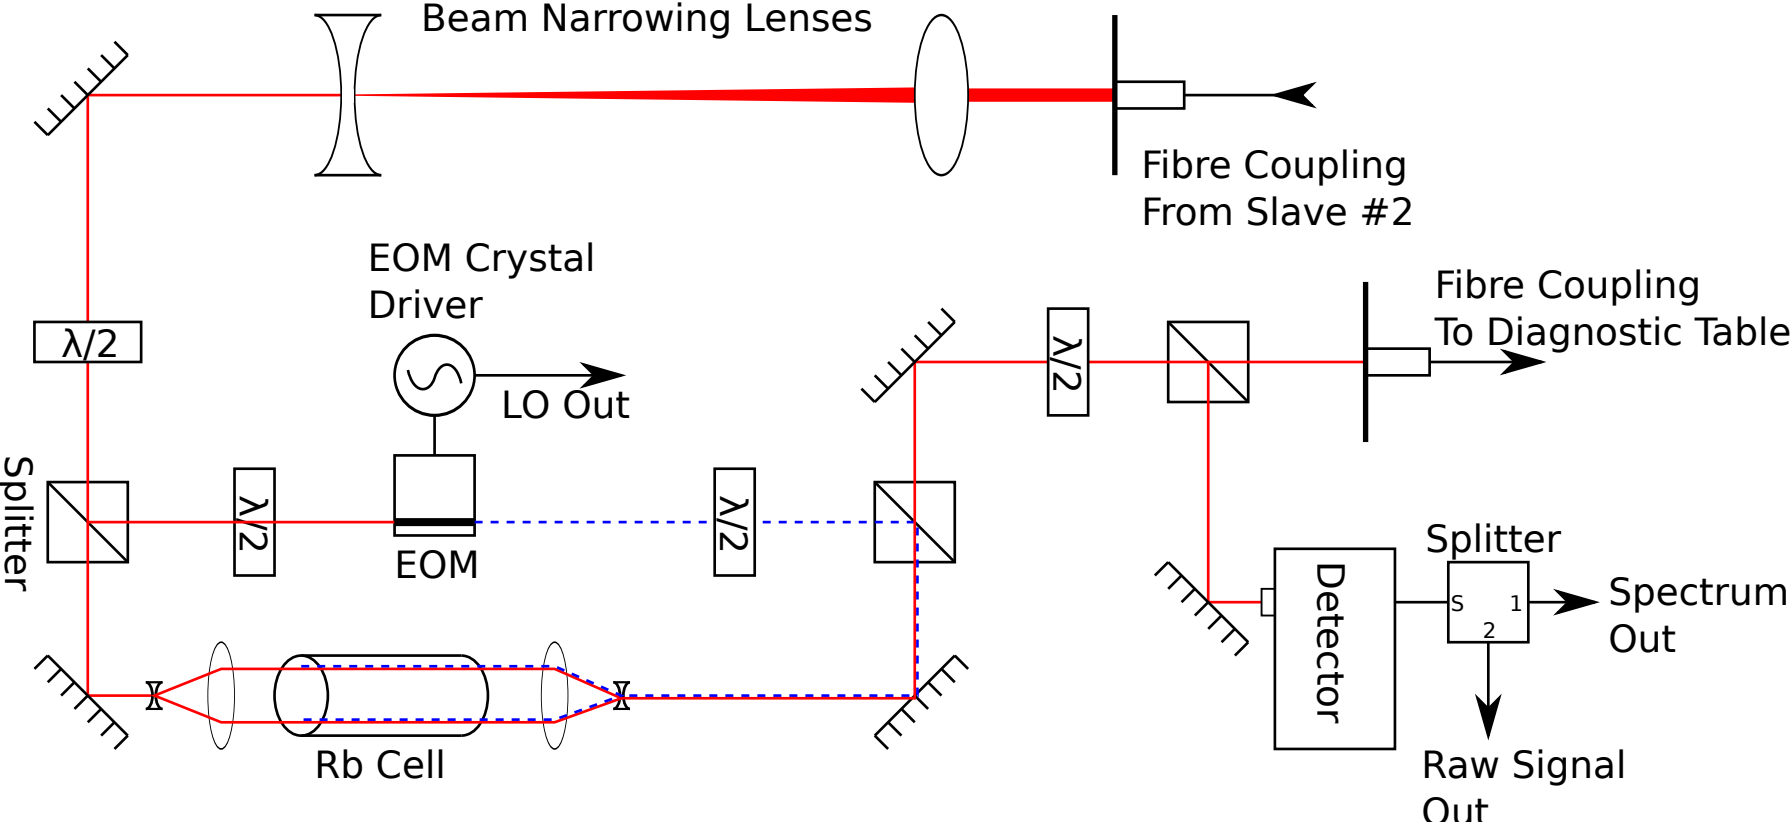 Beam Narrowing Lenses
Fibre Coupling
From Slave #2
EOM Crystal
Driver
LO Out
Fibre Coupling
To Diagnostic Table
λ/2
λ/2
Splitter
λ/2
λ/2
EOM
Rb Cell
Detector
Splitter
S
1
2
Spectrum
Out
Raw Signal
Out